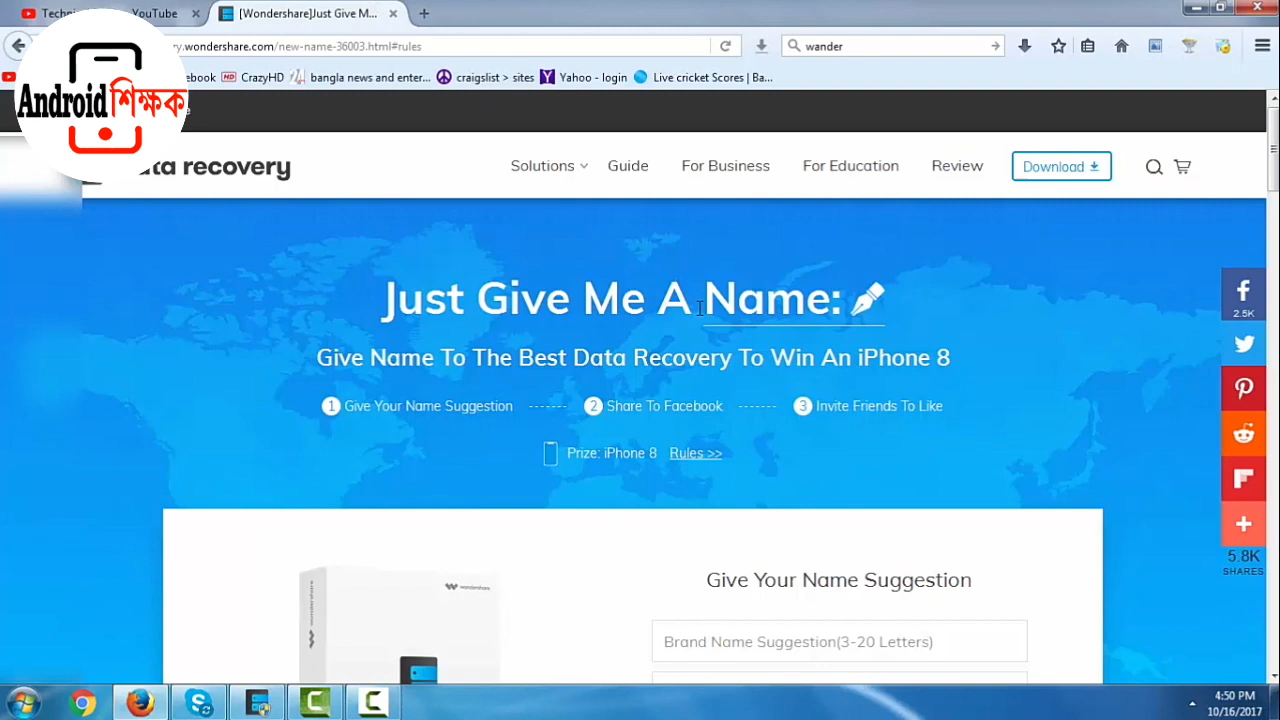 Techni
YouTube
[Wondershare]Just Give M...
ry.wondershare.com/new-name-36003.html#rules
wander
ebook
CrazyHD
bangla news and enter...
craigslist > sites
Yahoo - login
Live cricket Scores | Ba...
Android শিক্ষক
data recovery
Solutions
Guide
For Business
For Education
Review
Download
Just Give Me A Name:
Give Name To The Best Data Recovery To Win An iPhone 8
1 Give Your Name Suggestion
2 Share To Facebook
3 Invite Friends To Like
Prize: iPhone 8 Rules >>
2.5K
5.8K
SHARES
wondershare
Give Your Name Suggestion
Brand Name Suggestion(3-20 Letters)
4:50 PM
10/16/2017